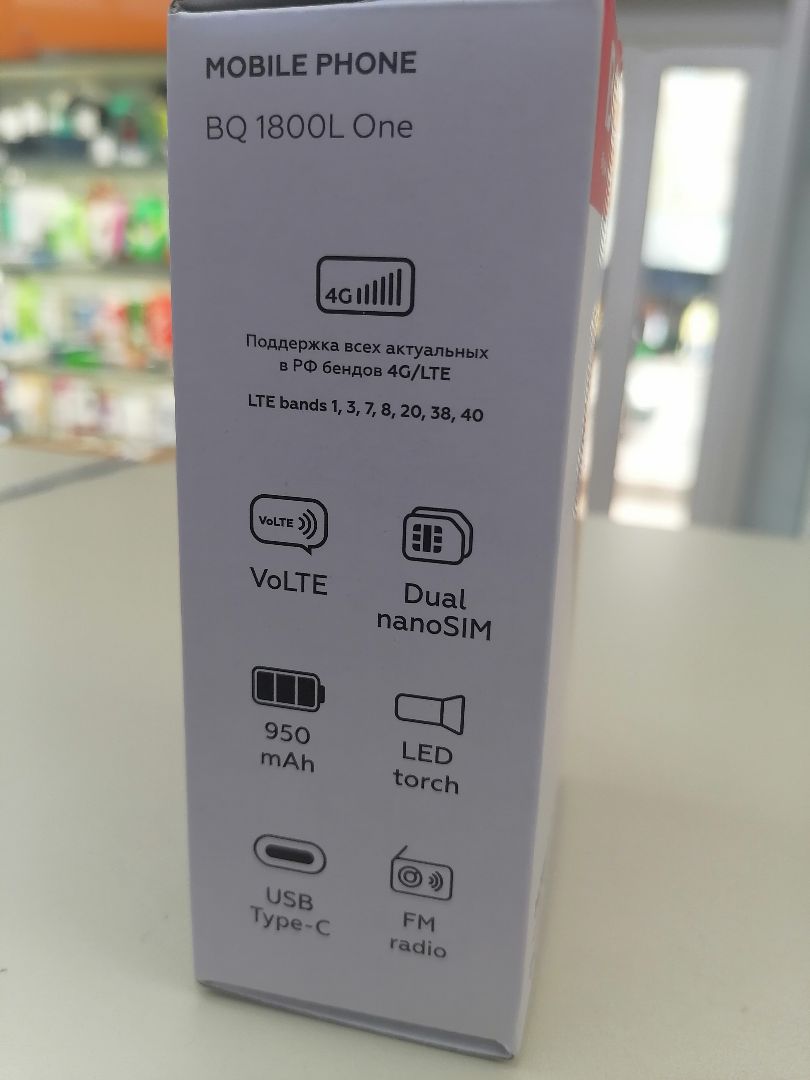 MOBILE PHONE
BQ 1800L One
4G
Поддержка всех актуальных
в РФ бендов 4G/LTE
LTE bands 1, 3, 7, 8, 20, 38, 40
VoLTE
VoLTE
Dual
nanoSIM
950
mAh
LED
torch
USB
Type-C
FM
radio